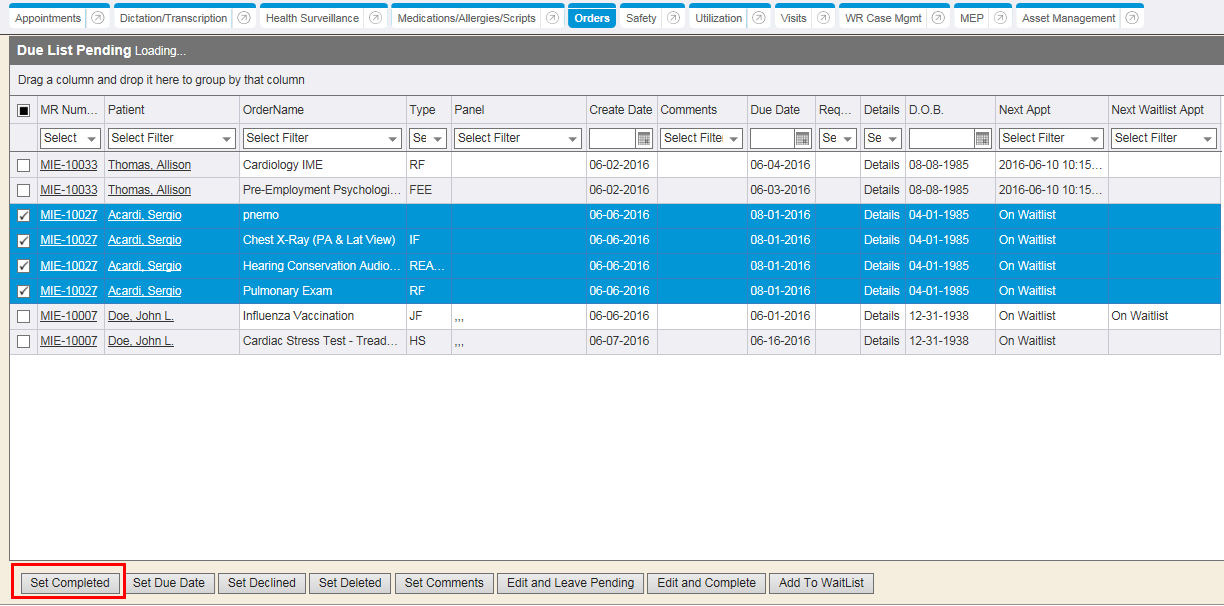 Appointments Dictation/Transcription Health Surveillance Medications/Allergies/Scripts Orders Safety Utilization Visits WR Case Mgmt MEP Asset Management
Due List Pending Loading...
Drag a column and drop it here to group by that column
MR Num... Patient OrderName Type Panel Create Date Comments Due Date Req... Details D.O.B. Next Appt Next Waitlist Appt
Select Select Filter Select Filter Se Select Filter Select Filter Se Se Select Filter Select Filter
MIE-10033 Thomas, Allison Cardiology IME RF 06-02-2016 06-04-2016 Details 08-08-1985 2016-06-10 10:15...
MIE-10033 Thomas, Allison Pre-Employment Psychologi... FEE 06-02-2016 06-03-2016 Details 08-08-1985 2016-06-10 10:15...
MIE-10027 Acardi, Sergio pnemo 06-06-2016 08-01-2016 Details 04-01-1985 On Waitlist
MIE-10027 Acardi, Sergio Chest X-Ray (PA & Lat View) IF 06-06-2016 08-01-2016 Details 04-01-1985 On Waitlist
MIE-10027 Acardi, Sergio Hearing Conservation Audio... REA... 06-06-2016 08-01-2016 Details 04-01-1985 On Waitlist
MIE-10027 Acardi, Sergio Pulmonary Exam RF 06-06-2016 08-01-2016 Details 04-01-1985 On Waitlist
MIE-10007 Doe, John L. Influenza Vaccination JF ,,, 06-06-2016 06-01-2016 Details 12-31-1938 On Waitlist On Waitlist
MIE-10007 Doe, John L. Cardiac Stress Test - Tread... HS ,,, 06-07-2016 06-16-2016 Details 12-31-1938 On Waitlist
Set Completed Set Due Date Set Declined Set Deleted Set Comments Edit and Leave Pending Edit and Complete Add To WaitList